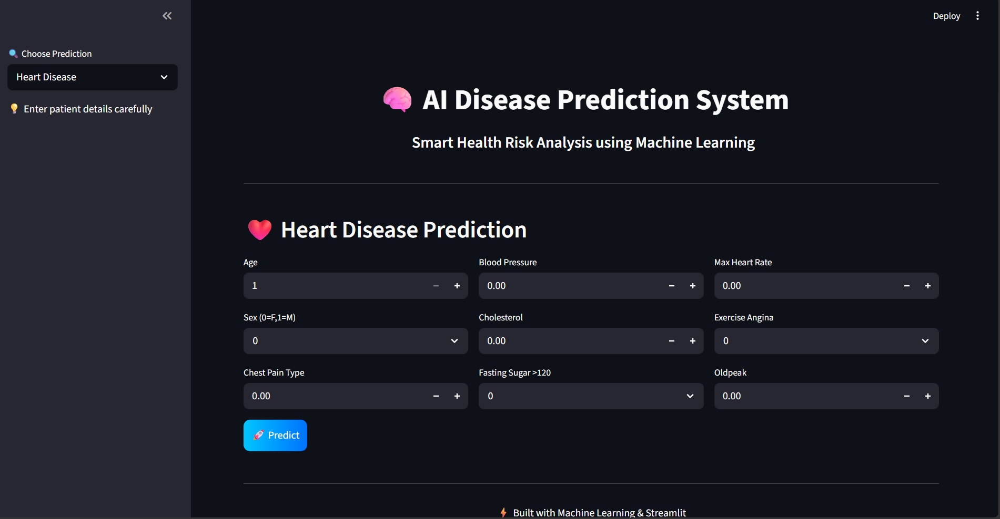 Deploy
🔍 Choose Prediction
Heart Disease
💡 Enter patient details carefully
🧠 AI Disease Prediction System
Smart Health Risk Analysis using Machine Learning
❤️ Heart Disease Prediction
Age
1
Blood Pressure
0.00
Max Heart Rate
0.00
Sex (0=F,1=M)
0
Cholesterol
0.00
Exercise Angina
0
Chest Pain Type
0.00
Fasting Sugar >120
0
Oldpeak
0.00
🚀 Predict
⚡ Built with Machine Learning & Streamlit